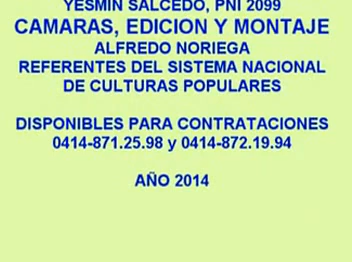 YESMIN SALCEDO, PNI 2099
CAMARAS, EDICION Y MONTAJE
ALFREDO NORIEGA
REFERENTES DEL SISTEMA NACIONAL
DE CULTURAS POPULARES
DISPONIBLES PARA CONTRATACIONES
0414-871.25.98 y 0414-872.19.94
AÑO 2014